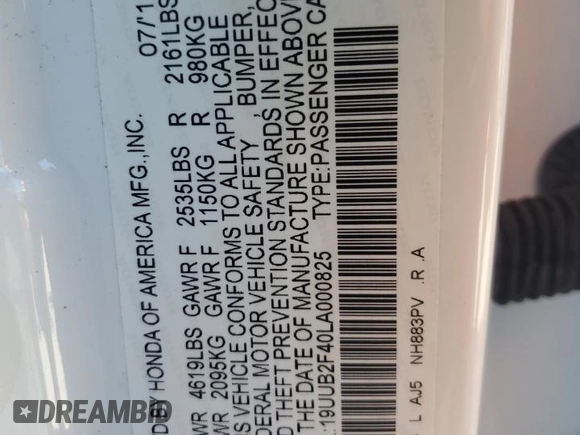 D BY HONDA OF AMERICA MFG.,INC. 07/1
WR 4619LBS GAWR F 2535LBS R 2161LBS
WR 2095KG GAWR F 1150KG R 980KG
S VEHICLE CONFORMS TO ALL APPLICABLE
DERAL MOTOR VEHICLE SAFETY , BUMPER,
D THEFT PREVENTION STANDARDS IN EFFEC
THE DATE OF MANUFACTURE SHOWN ABOV
:19UUB2F40LA000825 TYPE:PASSENGER CA
L AJ5 NH883PV .R .A
AUTOBIDCAR